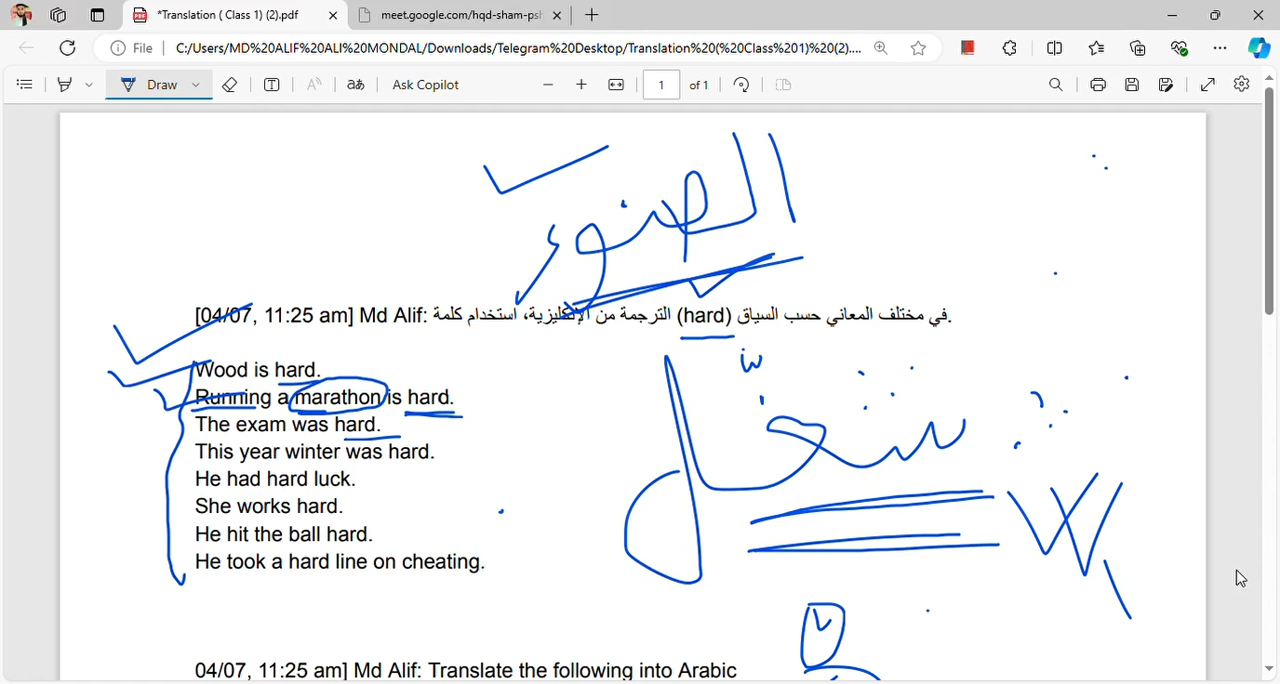 *Translation ( Class 1) (2).pdf
meet.google.com/hqd-sham-psh
File
C:/Users/MD%20ALIF%20ALI%20MONDAL/Downloads/Telegram%20Desktop/Translation%20(%20Class%201)%20(2)....
Draw
aあ
Ask Copilot
1 of 1
[04/07, 11:25 am] Md Alif: الترجمة من الإنكليزية، استخدام كلمة (hard) في مختلف المعاني حسب السياق.
Wood is hard.
Running a marathon is hard.
The exam was hard.
This year winter was hard.
He had hard luck.
She works hard.
He hit the ball hard.
He took a hard line on cheating.
04/07, 11:25 am] Md Alif: Translate the following into Arabic